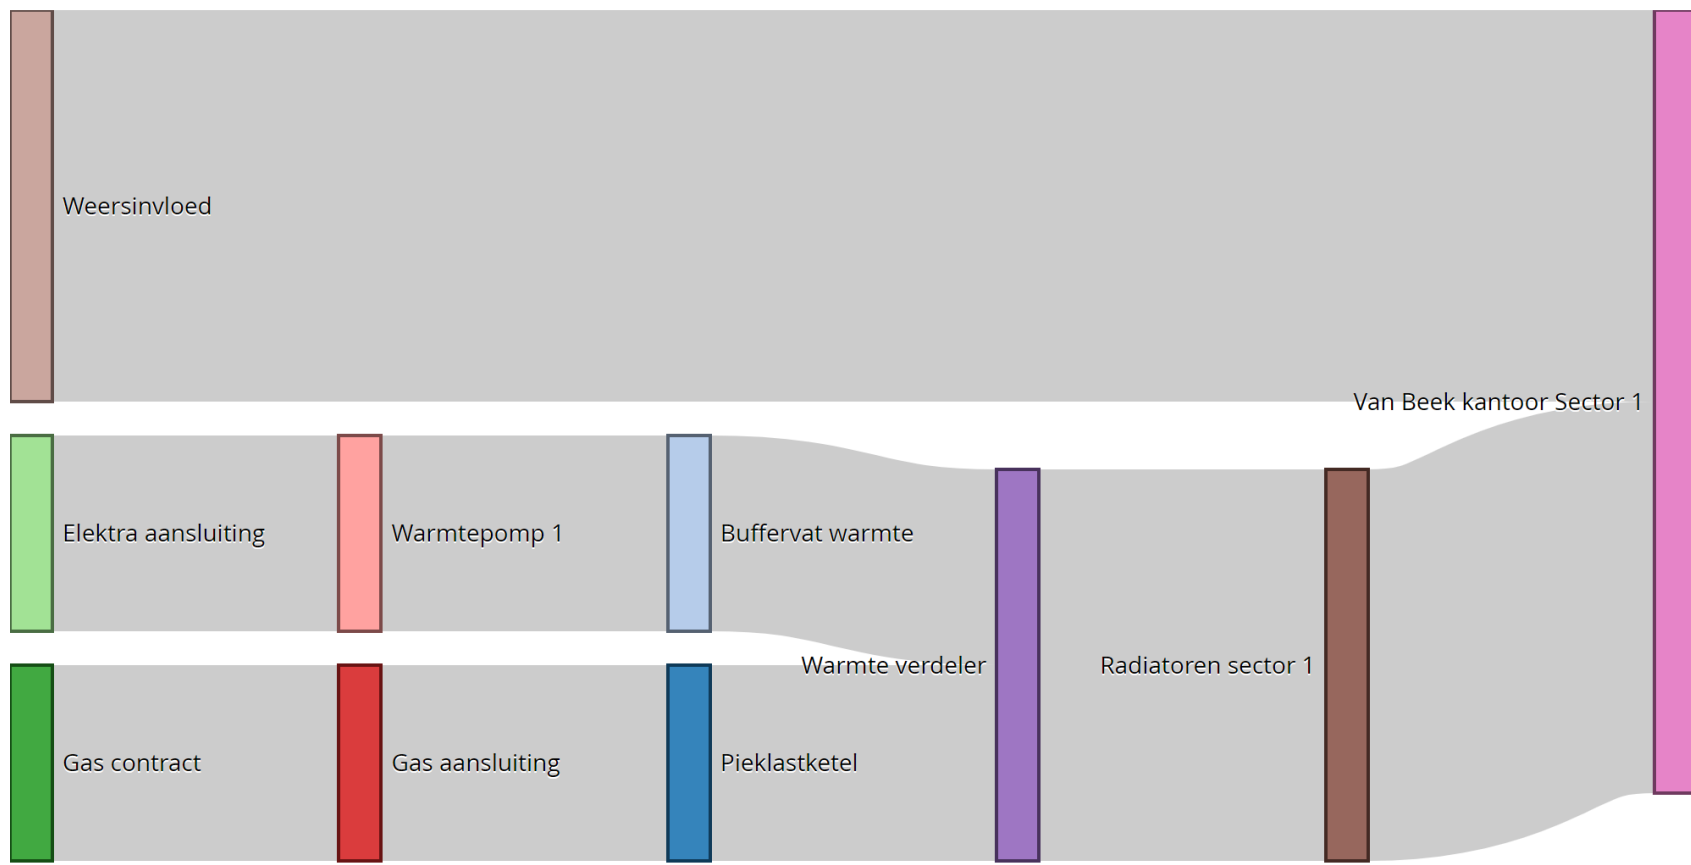 Weersinvloed
Van Beek kantoor Sector 1
Elektra aansluiting
Warmtepomp 1
Buffervat warmte
Warmte verdeler
Radiatoren sector 1
Gas contract
Gas aansluiting
Pieklastketel